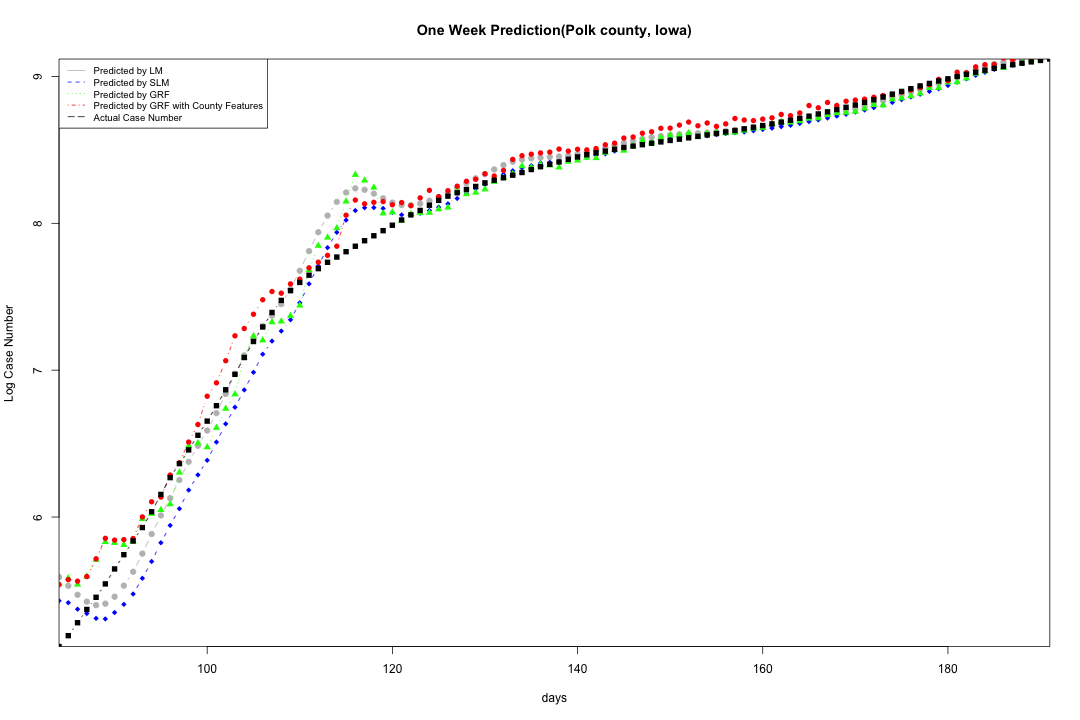 One Week Prediction(Polk county, Iowa)
Predicted by LM
Predicted by SLM
Predicted by GRF
Predicted by GRF with County Features
Actual Case Number
9
8
7
6
Log Case Number
100 120 140 160 180
days